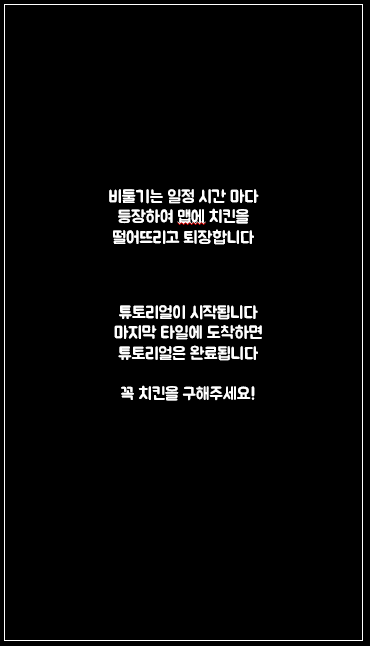 비둘기는 일정 시간 마다
등장하여 맵에 치킨을
떨어뜨리고 퇴장합니다
튜토리얼이 시작됩니다
마지막 타일에 도착하면
튜토리얼은 완료됩니다
꼭 치킨을 구해주세요!